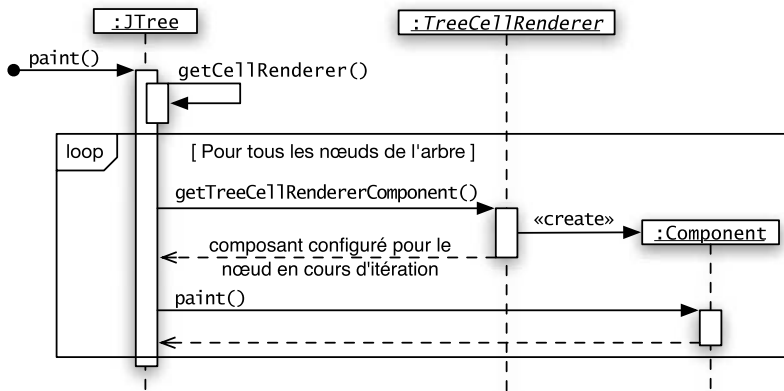 :JTree
:TreeCellRenderer
paint()
getCellRenderer()
loop
[ Pour tous les nœuds de l'arbre ]
getTreeCellRendererComponent()
«create»
:Component
composant configuré pour le
nœud en cours d'itération
paint()